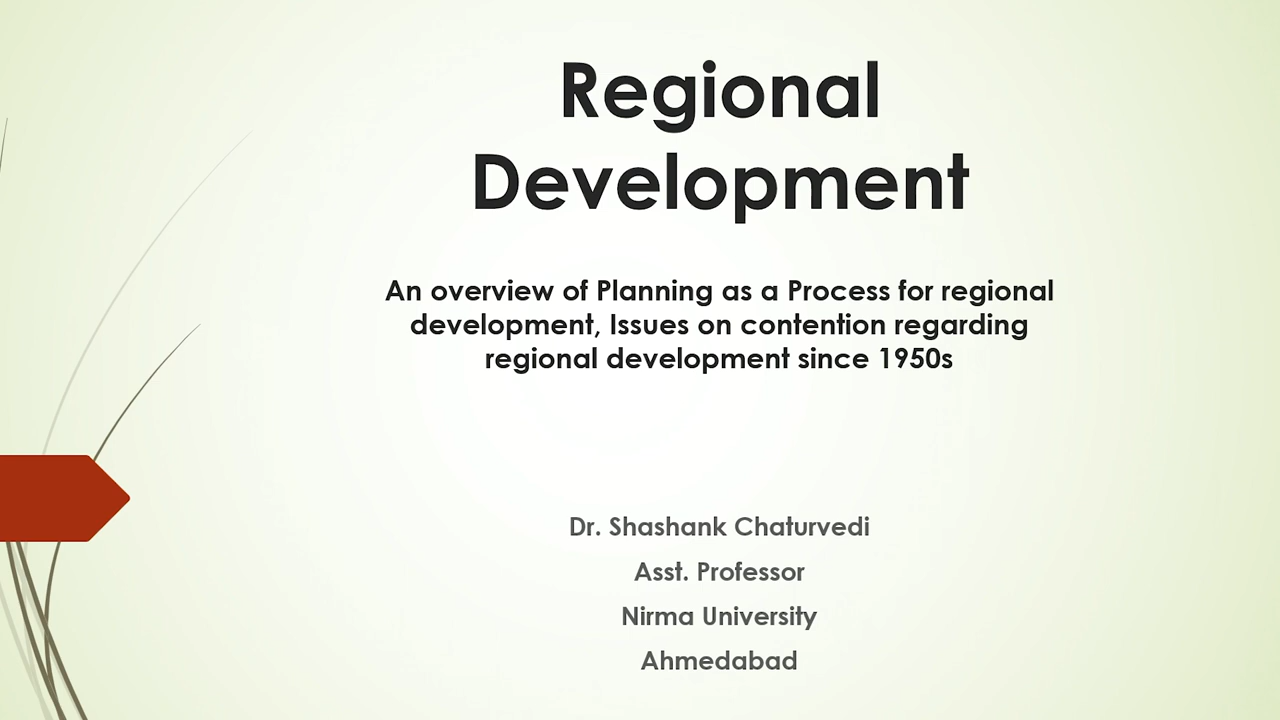 Regional
Development
An overview of Planning as a Process for regional
development, Issues on contention regarding
regional development since 1950s
Dr. Shashank Chaturvedi
Asst. Professor
Nirma University
Ahmedabad